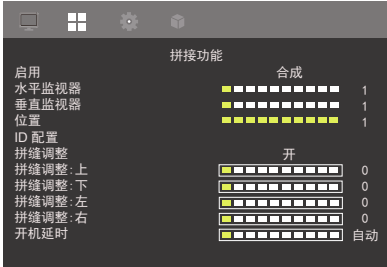 拼接功能
启用 合成
水平监视器 1
垂直监视器 1
位置 1
ID 配置
拼缝调整 开
拼缝调整:上 0
拼缝调整:下 0
拼缝调整:左 0
拼缝调整:右 0
开机延时 自动